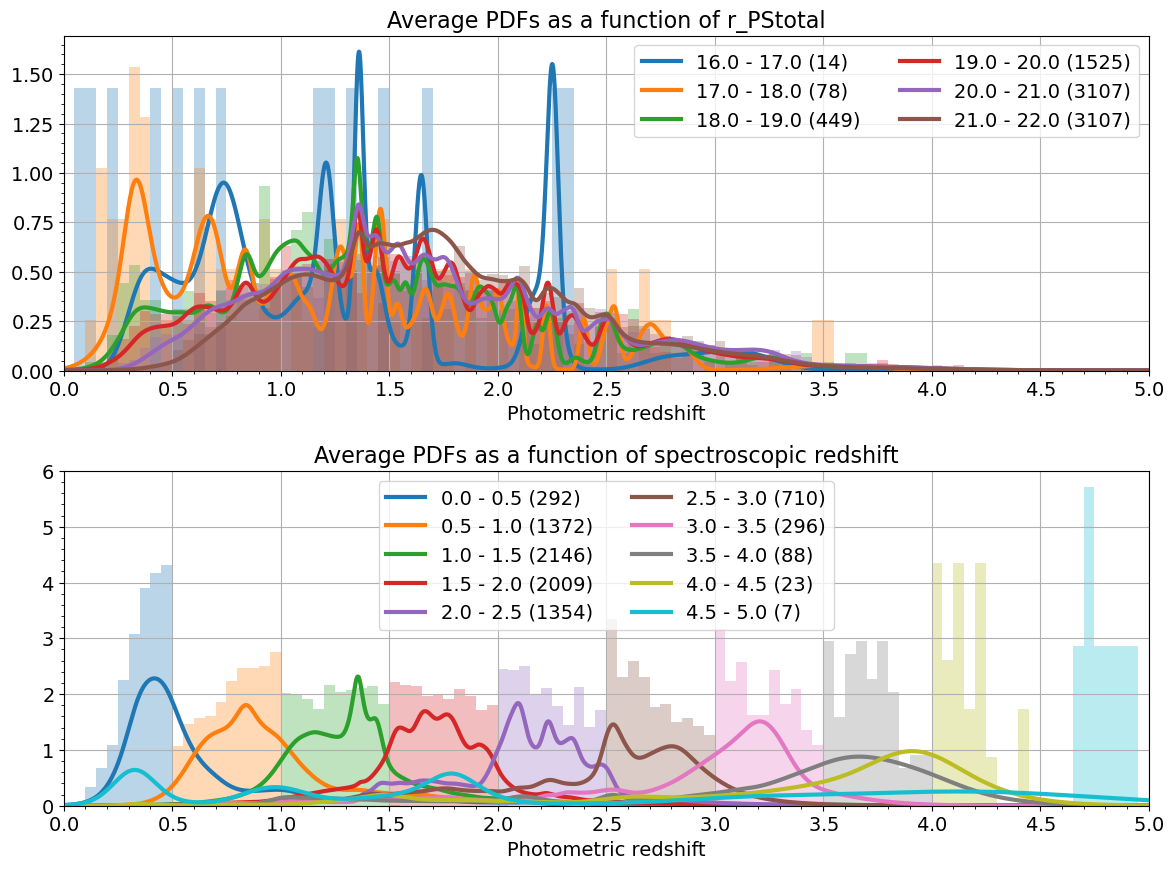 Average PDFs as a function of r_PStotal
16.0 - 17.0 (14) 19.0 - 20.0 (1525)
17.0 - 18.0 (78) 20.0 - 21.0 (3107)
18.0 - 19.0 (449) 21.0 - 22.0 (3107)
1.50
1.25
1.00
0.75
0.50
0.25
0.00
0.0 0.5 1.0 1.5 2.0 2.5 3.0 3.5 4.0 4.5 5.0
Photometric redshift
Average PDFs as a function of spectroscopic redshift
0.0 - 0.5 (292) 2.5 - 3.0 (710)
0.5 - 1.0 (1372) 3.0 - 3.5 (296)
1.0 - 1.5 (2146) 3.5 - 4.0 (88)
1.5 - 2.0 (2009) 4.0 - 4.5 (23)
2.0 - 2.5 (1354) 4.5 - 5.0 (7)
6
5
4
3
2
1
0
0.0 0.5 1.0 1.5 2.0 2.5 3.0 3.5 4.0 4.5 5.0
Photometric redshift